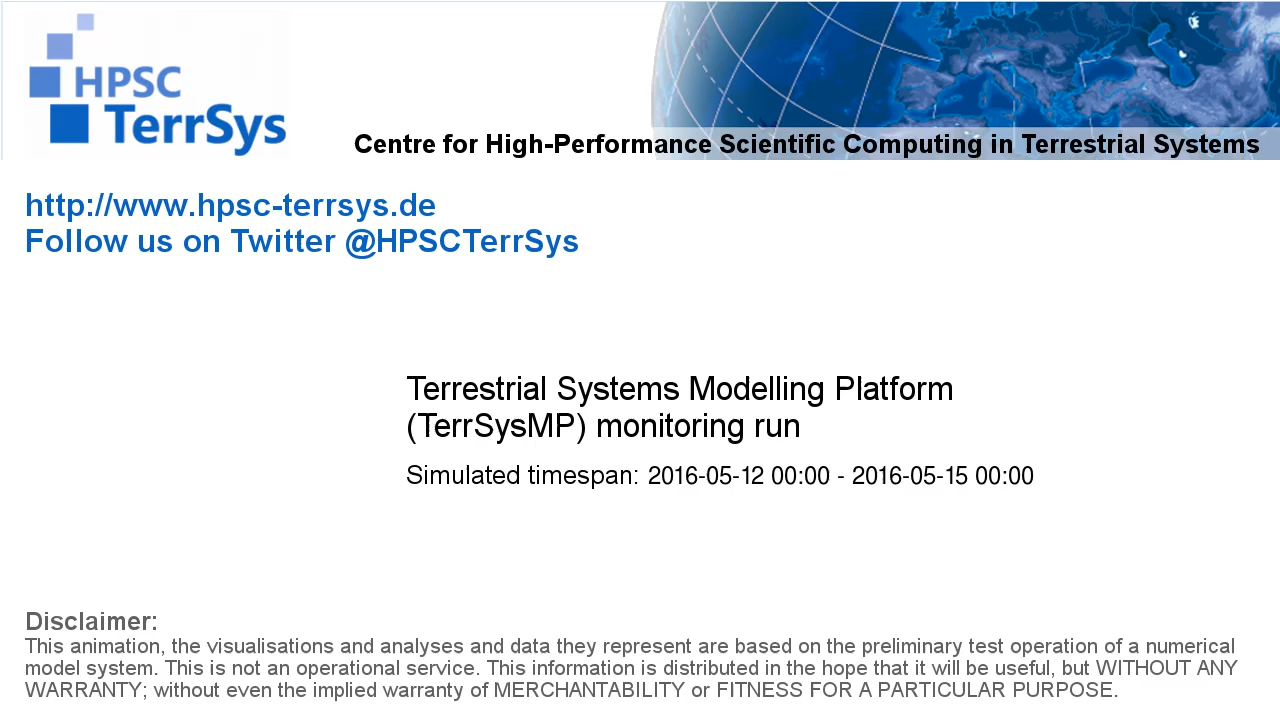 HPSC
TerrSys
Centre for High-Performance Scientific Computing in Terrestrial Systems
http://www.hpsc-terrsys.de
Follow us on Twitter @HPSCTerrSys
Terrestrial Systems Modelling Platform
(TerrSysMP) monitoring run
Simulated timespan: 2016-05-12 00:00 - 2016-05-15 00:00
Disclaimer:
This animation, the visualisations and analyses and data they represent are based on the preliminary test operation of a numerical
model system. This is not an operational service. This information is distributed in the hope that it will be useful, but WITHOUT ANY
WARRANTY; without even the implied warranty of MERCHANTABILITY or FITNESS FOR A PARTICULAR PURPOSE.